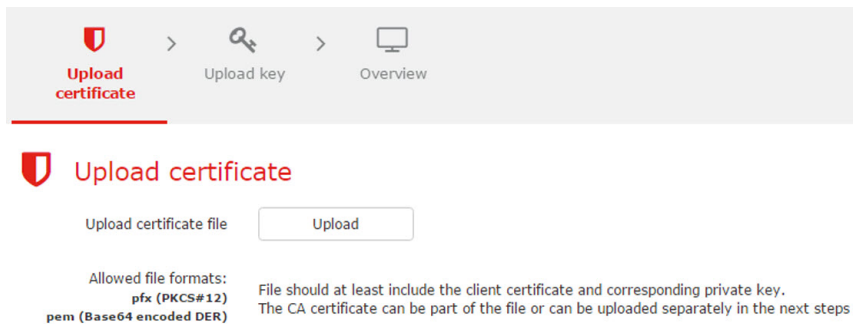 Upload certificate
Upload key
Overview
Upload certificate
Upload certificate file
Upload
Allowed file formats:
pfx (PKCS#12)
pem (Base64 encoded DER)
File should at least include the client certificate and corresponding private key.
The CA certificate can be part of the file or can be uploaded separately in the next steps